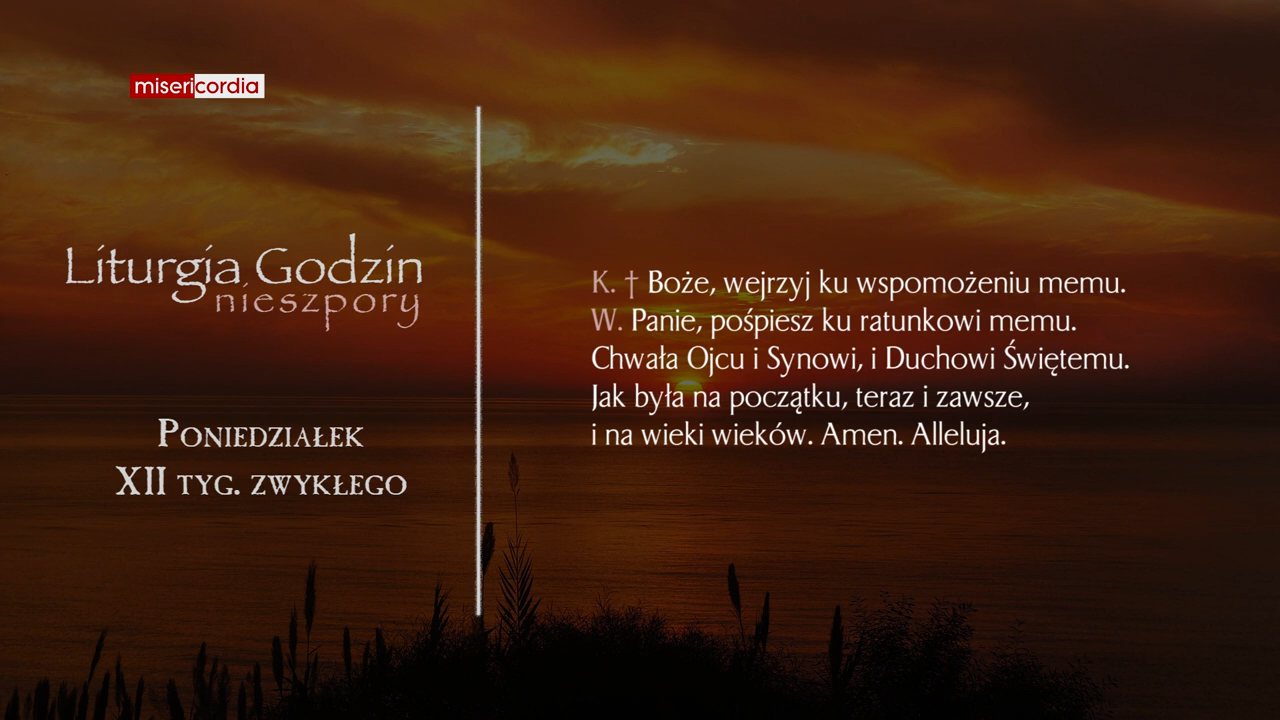 misericordia
Liturgia Godzin
nieszpory
Poniedziałek
XII tyg. zwykłego
K. † Boże, wejrzyj ku wspomożeniu memu.
W. Panie, pośpiesz ku ratunkowi memu.
Chwała Ojcu i Synowi, i Duchowi Świętemu.
Jak była na początku, teraz i zawsze,
i na wieki wieków. Amen. Alleluja.